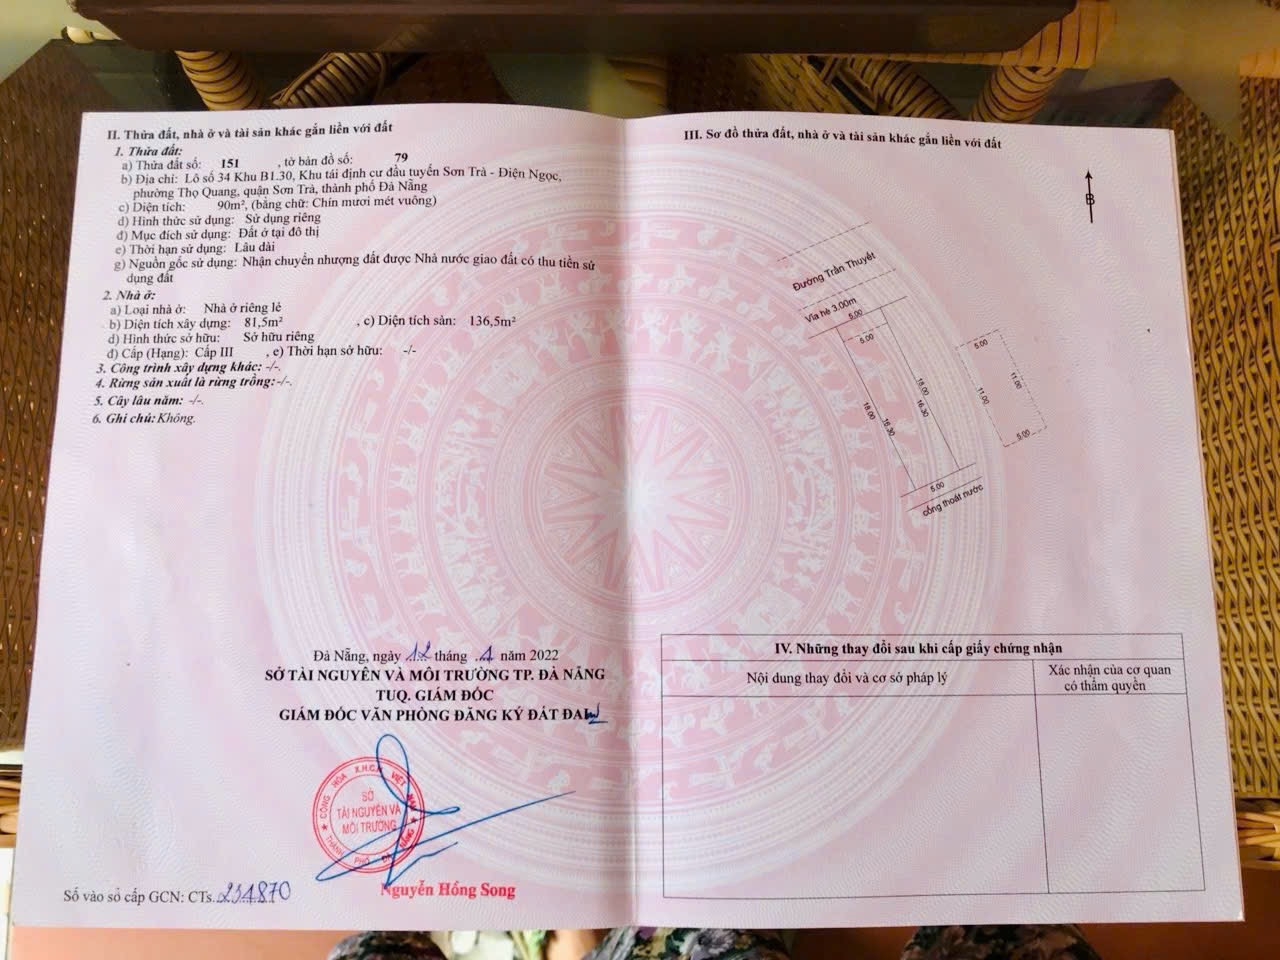 II. Thửa đất, nhà ở và tài sản khác gắn liền với đất
1. Thửa đất:
a) Thửa đất số: 151 , tờ bản đồ số: 79
b) Địa chỉ: Lô số 34 Khu B1.30, Khu tái định cư đầu tuyến Sơn Trà - Điện Ngọc,
phường Thọ Quang, quận Sơn Trà, thành phố Đà Nẵng
c) Diện tích: 90m², (bằng chữ: Chín mươi mét vuông)
d) Hình thức sử dụng: Sử dụng riêng
đ) Mục đích sử dụng: Đất ở tại đô thị
e) Thời hạn sử dụng: Lâu dài
g) Nguồn gốc sử dụng: Nhận chuyển nhượng đất được Nhà nước giao đất có thu tiền sử
dụng đất
2. Nhà ở:
a) Loại nhà ở: Nhà ở riêng lẻ
b) Diện tích xây dựng: 81,5m² , c) Diện tích sàn: 136,5m²
d) Hình thức sở hữu: Sở hữu riêng
đ) Cấp (Hạng): Cấp III , e) Thời hạn sở hữu: -/-
3. Công trình xây dựng khác: -/-.
4. Rừng sản xuất là rừng trồng:-/-.
5. Cây lâu năm: -/-.
6. Ghi chú: Không.
Đà Nẵng, ngày 12 tháng 4 năm 2022
SỞ TÀI NGUYÊN VÀ MÔI TRƯỜNG TP. ĐÀ NẴNG
TUQ. GIÁM ĐỐC
GIÁM ĐỐC VĂN PHÒNG ĐĂNG KÝ ĐẤT ĐAI
CỘNG HÒA X.H.C.N VIỆT NAM
SỞ
TÀI NGUYÊN VÀ
MÔI TRƯỜNG
THÀNH PHỐ ĐÀ NẴNG
Nguyễn Hồng Song
Số vào sổ cấp GCN: CTs. 234870
III. Sơ đồ thửa đất, nhà ở và tài sản khác gắn liền với đất
B
Đường Trần Thuyết
Vỉa hè 3.00m
5.00
5.00
18.00
16.30
18.00
16.30
5.00
cống thoát nước
5.00
11.00
11.00
5.00
IV. Những thay đổi sau khi cấp giấy chứng nhận
Nội dung thay đổi và cơ sở pháp lý
Xác nhận của cơ quan
có thẩm quyền